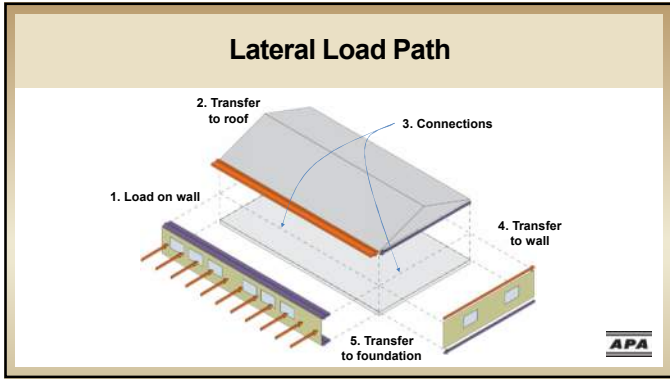 Lateral Load Path
2. Transfer
to roof
3. Connections
1. Load on wall
4. Transfer
to wall
5. Transfer
to foundation
APA